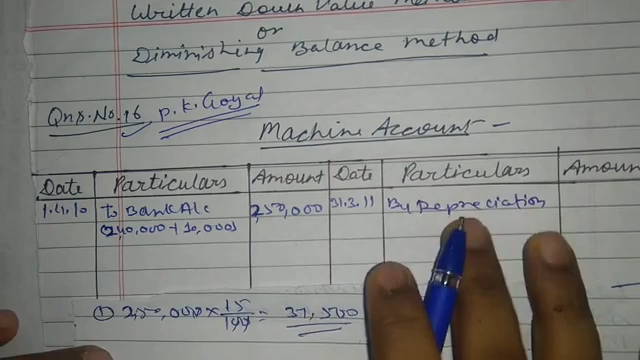 Written Down Value Method
or
Diminishing Balance method
Qns.No.16 P.K.Goyal
Machine Account -
Date Particulars Amount Date Particulars Amount
1.4.10 To Bank A/c 250,000 31.3.11 By Depreciation
(240,000+10,000)
① 250,000 × 15/100 = 37,500